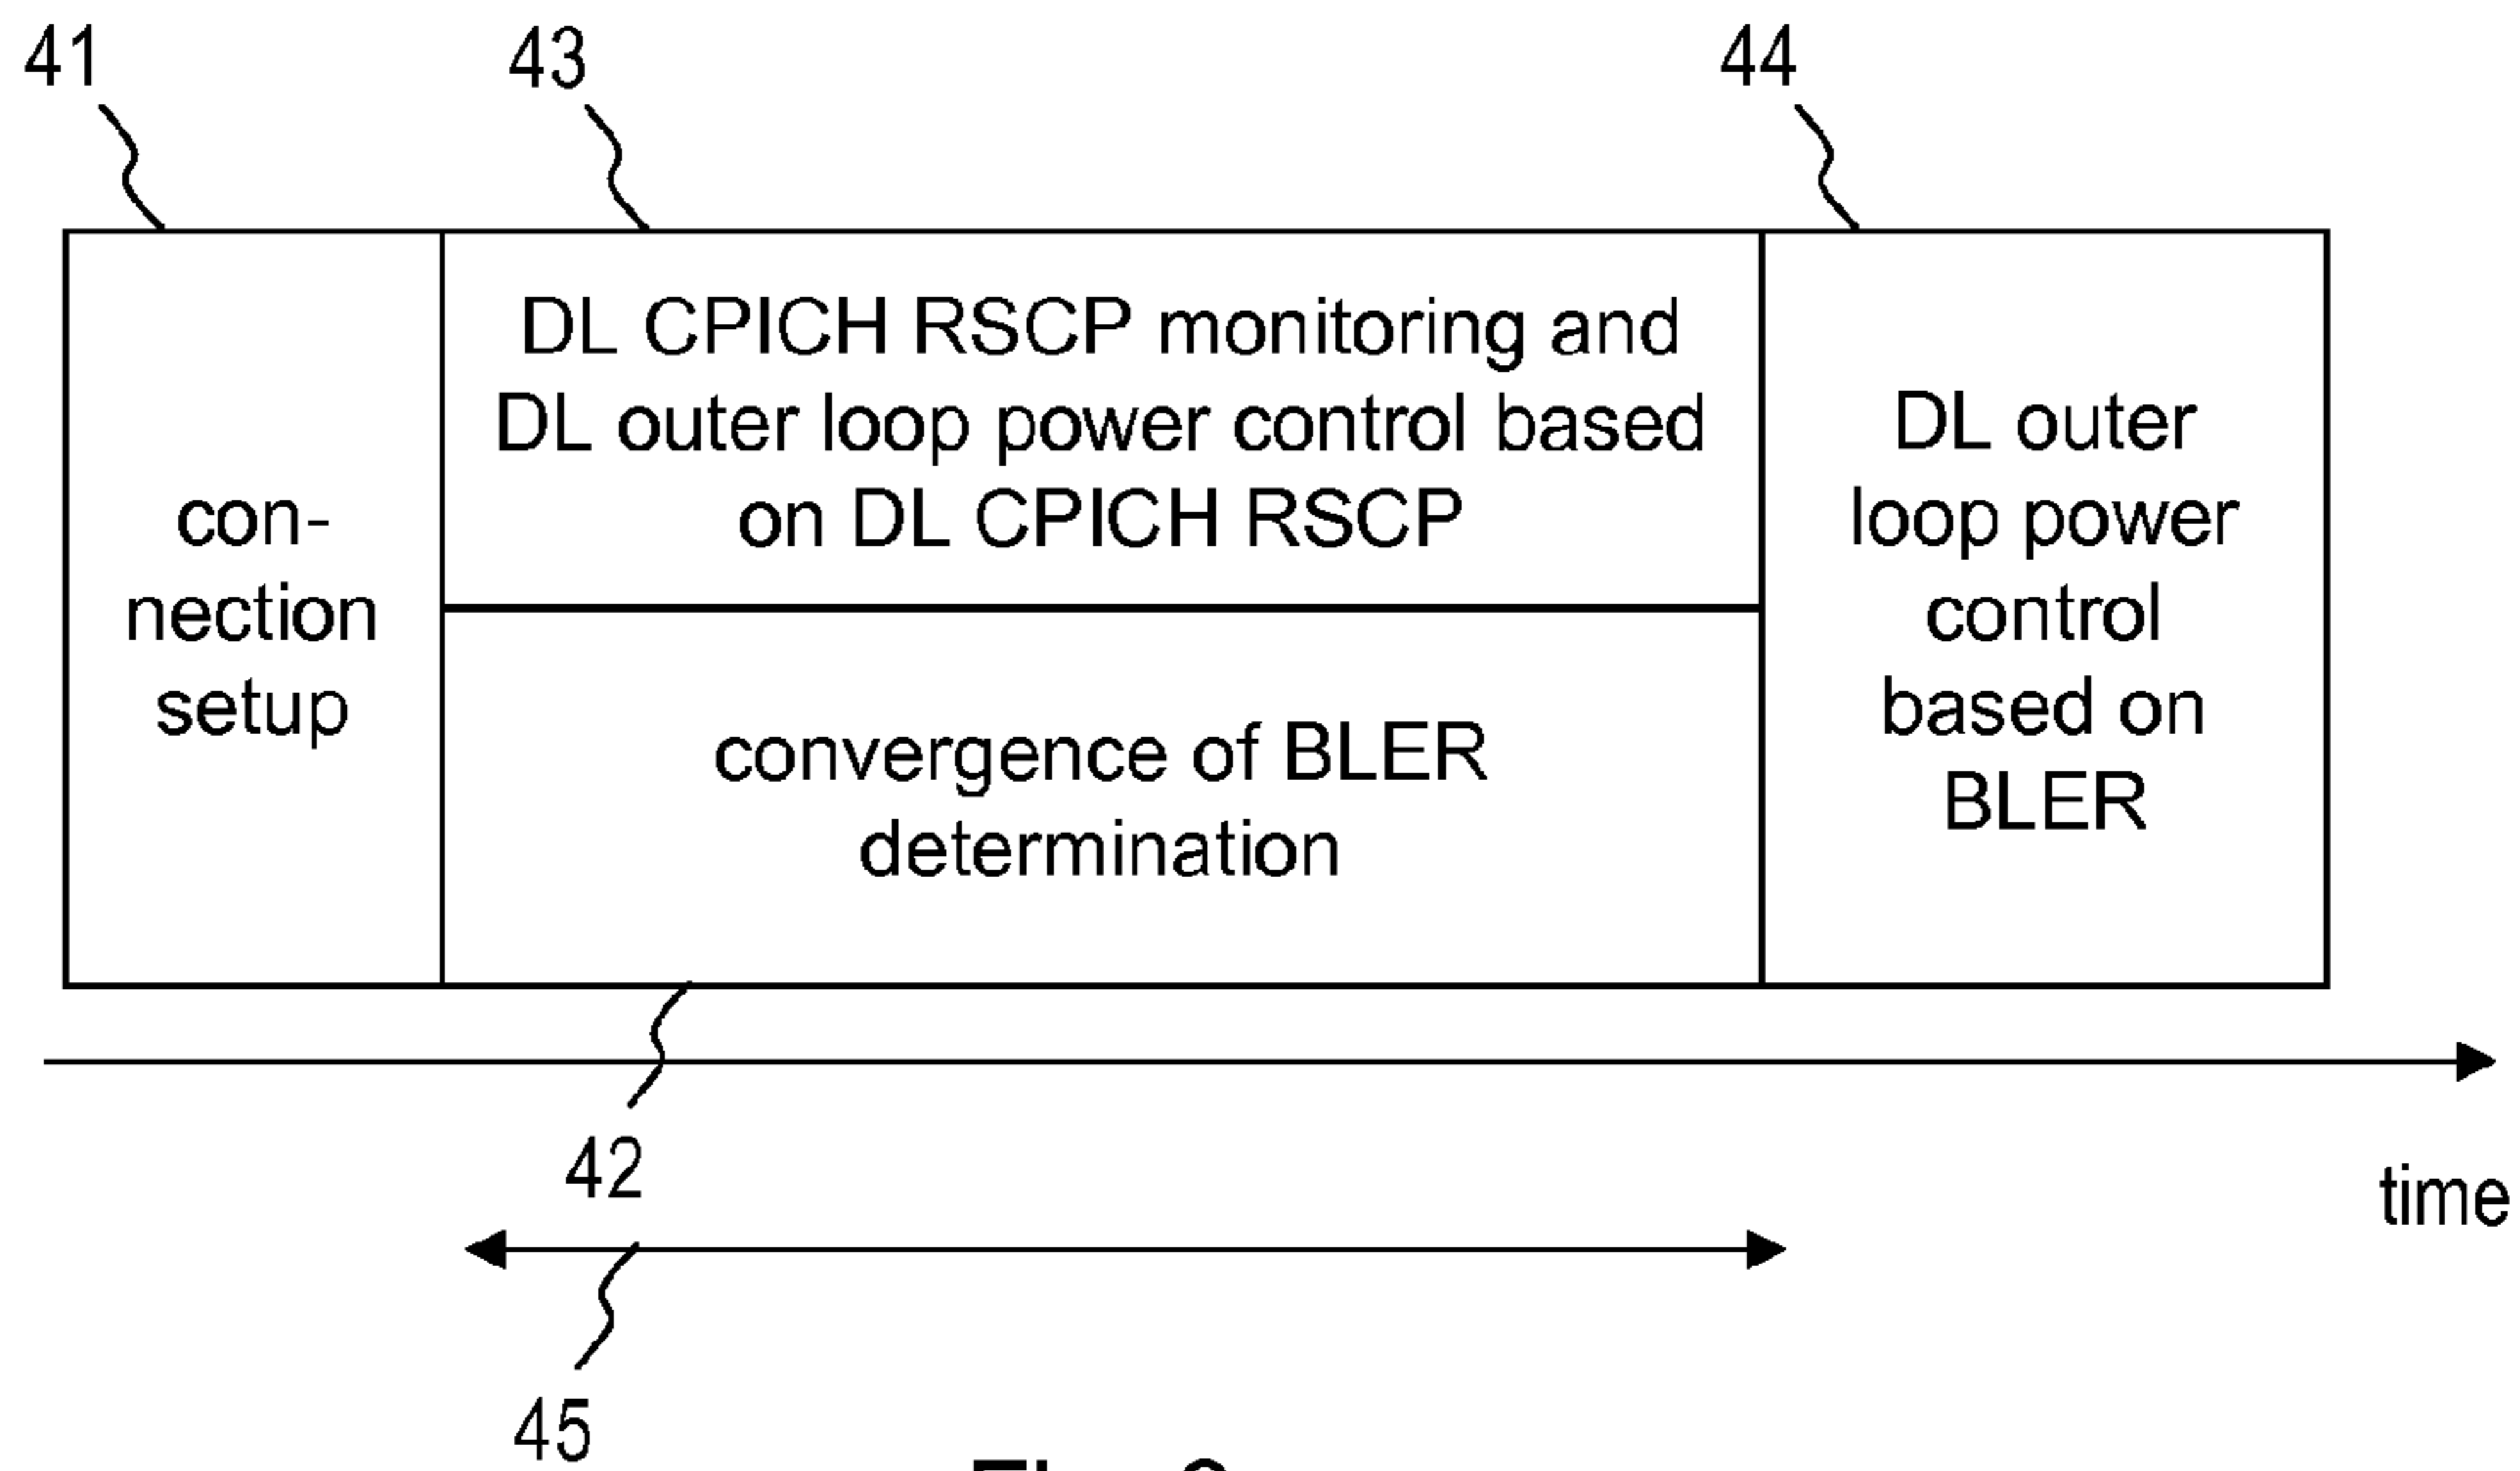 41
43
44
con-
nection
setup
DL CPICH RSCP monitoring and
DL outer loop power control based
on DL CPICH RSCP
convergence of BLER
determination
DL outer
loop power
control
based on
BLER
42
time
45